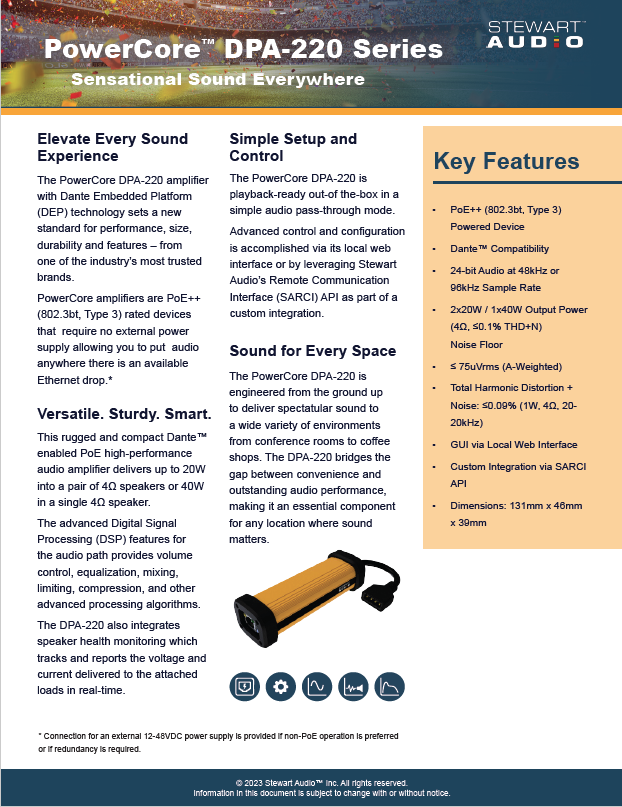 STEWART™
AUDIO
PowerCore™ DPA-220 Series
Sensational Sound Everywhere
Elevate Every Sound
Experience
The PowerCore DPA-220 amplifier
with Dante Embedded Platform
(DEP) technology sets a new
standard for performance, size,
durability and features – from
one of the industry's most trusted
brands.
PowerCore amplifiers are PoE++
(802.3bt, Type 3) rated devices
that require no external power
supply allowing you to put audio
anywhere there is an available
Ethernet drop.*
Versatile. Sturdy. Smart.
This rugged and compact Dante™
enabled PoE high-performance
audio amplifier delivers up to 20W
into a pair of 4Ω speakers or 40W
in a single 4Ω speaker.
The advanced Digital Signal
Processing (DSP) features for
the audio path provides volume
control, equalization, mixing,
limiting, compression, and other
advanced processing algorithms.
The DPA-220 also integrates
speaker health monitoring which
tracks and reports the voltage and
current delivered to the attached
loads in real-time.
Simple Setup and
Control
The PowerCore DPA-220 is
playback-ready out-of the-box in a
simple audio pass-through mode.
Advanced control and configuration
is accomplished via its local web
interface or by leveraging Stewart
Audio's Remote Communication
Interface (SARCI) API as part of a
custom integration.
Sound for Every Space
The PowerCore DPA-220 is
engineered from the ground up
to deliver spectatular sound to
a wide variety of environments
from conference rooms to coffee
shops. The DPA-220 bridges the
gap between convenience and
outstanding audio performance,
making it an essential component
for any location where sound
matters.
Key Features
• PoE++ (802.3bt, Type 3)
Powered Device
• Dante™ Compatibility
• 24-bit Audio at 48kHz or
96kHz Sample Rate
• 2x20W / 1x40W Output Power
(4Ω, ≤0.1% THD+N)
Noise Floor
• ≤ 75uVrms (A-Weighted)
• Total Harmonic Distortion +
Noise: ≤0.09% (1W, 4Ω, 20-
20kHz)
• GUI via Local Web Interface
• Custom Integration via SARCI
API
• Dimensions: 131mm x 46mm
x 39mm
* Connection for an external 12-48VDC power supply is provided if non-PoE operation is preferred
or if redundancy is required.
© 2023 Stewart Audio™ Inc. All rights reserved.
Information in this document is subject to change with or without notice.